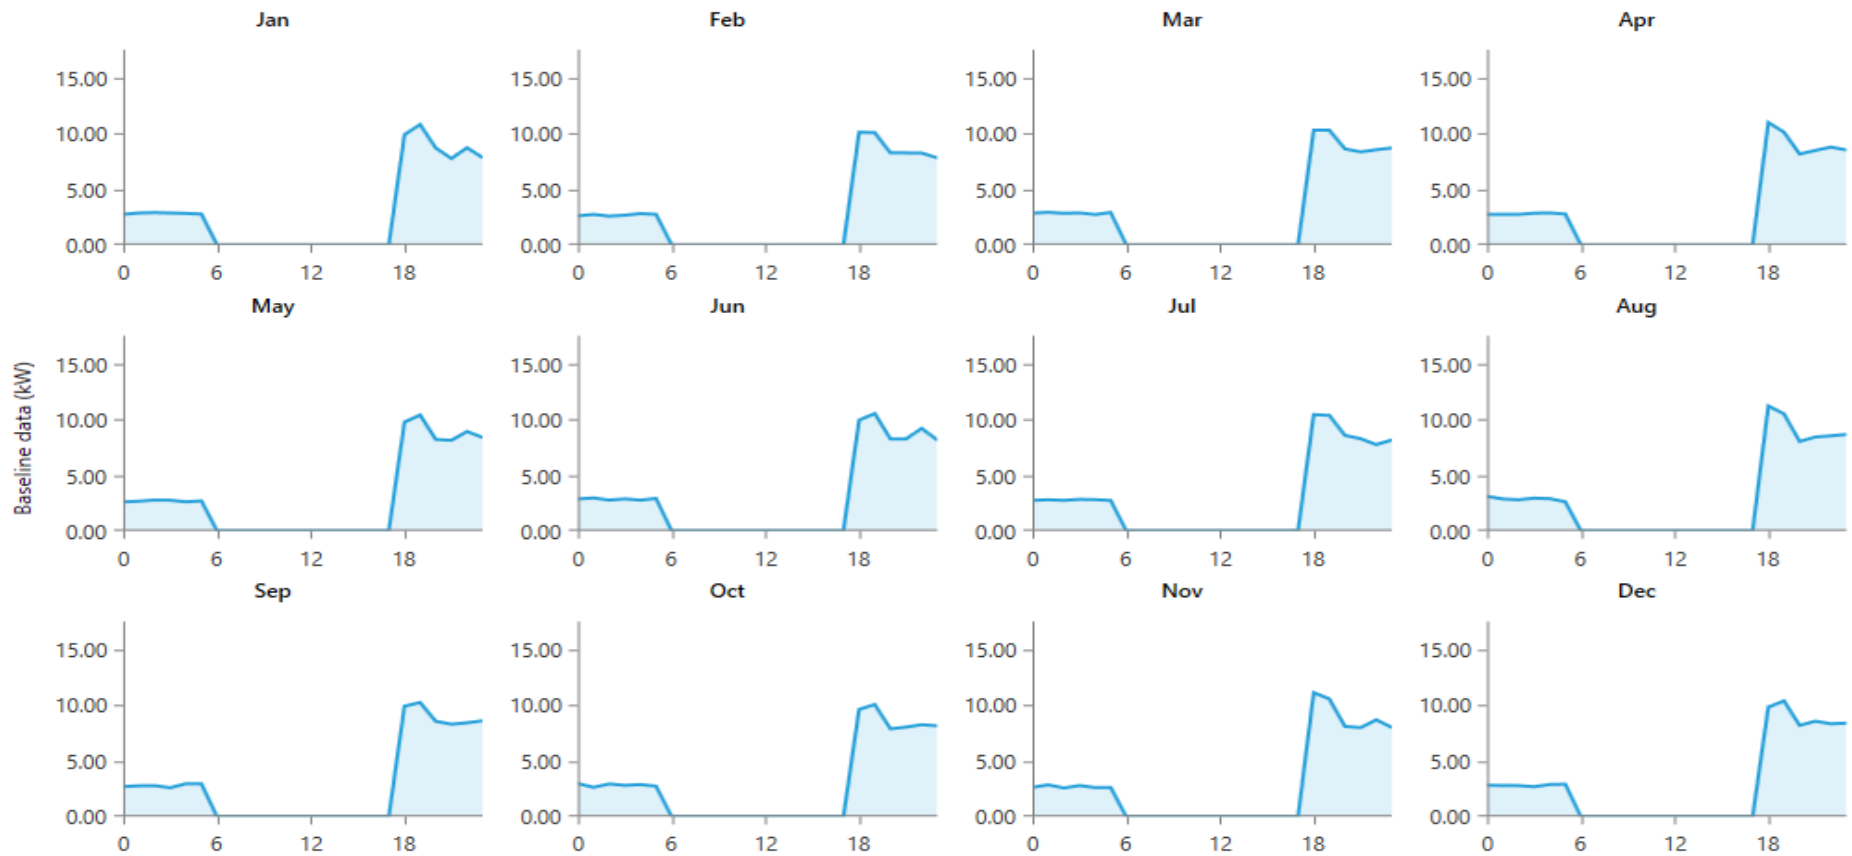 Jan Feb Mar Apr
15.00 15.00 15.00 15.00
10.00 10.00 10.00 10.00
5.00 5.00 5.00 5.00
0.00 0.00 0.00 0.00
0 6 12 18 0 6 12 18 0 6 12 18 0 6 12 18
May Jun Jul Aug
Baseline data (kW)
15.00 15.00 15.00 15.00
10.00 10.00 10.00 10.00
5.00 5.00 5.00 5.00
0.00 0.00 0.00 0.00
0 6 12 18 0 6 12 18 0 6 12 18 0 6 12 18
Sep Oct Nov Dec
15.00 15.00 15.00 15.00
10.00 10.00 10.00 10.00
5.00 5.00 5.00 5.00
0.00 0.00 0.00 0.00
0 6 12 18 0 6 12 18 0 6 12 18 0 6 12 18